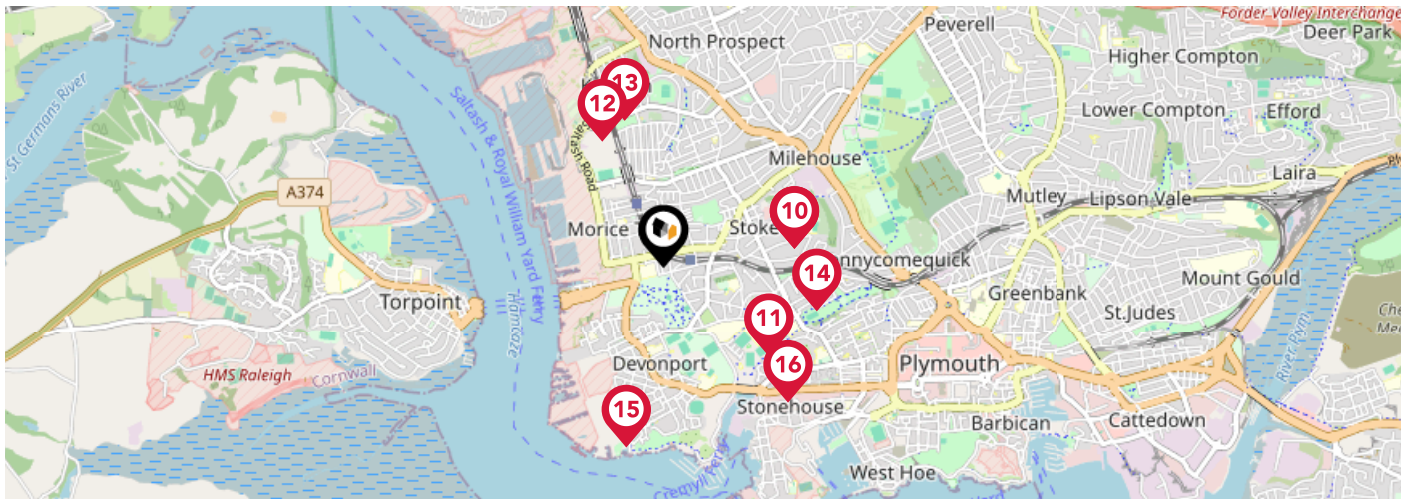 Forder Valley Interchange
Peverell
Deer Park
North Prospect
Higher Compton
St Germans River
13
12
Saltash Road
Lower Compton
Efford
Saltash & Royal William Yard Ferry
Milehouse
Laira
A374
Mutley
Lipson Vale
10
Morice
Stoke
14
Mount Gould
Greenbank
Torpoint
Hamoaze
11
St.Judes
River Plym
HMS Raleigh
Cornwall
Devonport
16
Plymouth
15
Stonehouse
Barbican
Cattedown
Cremyll Ferry
West Hoe